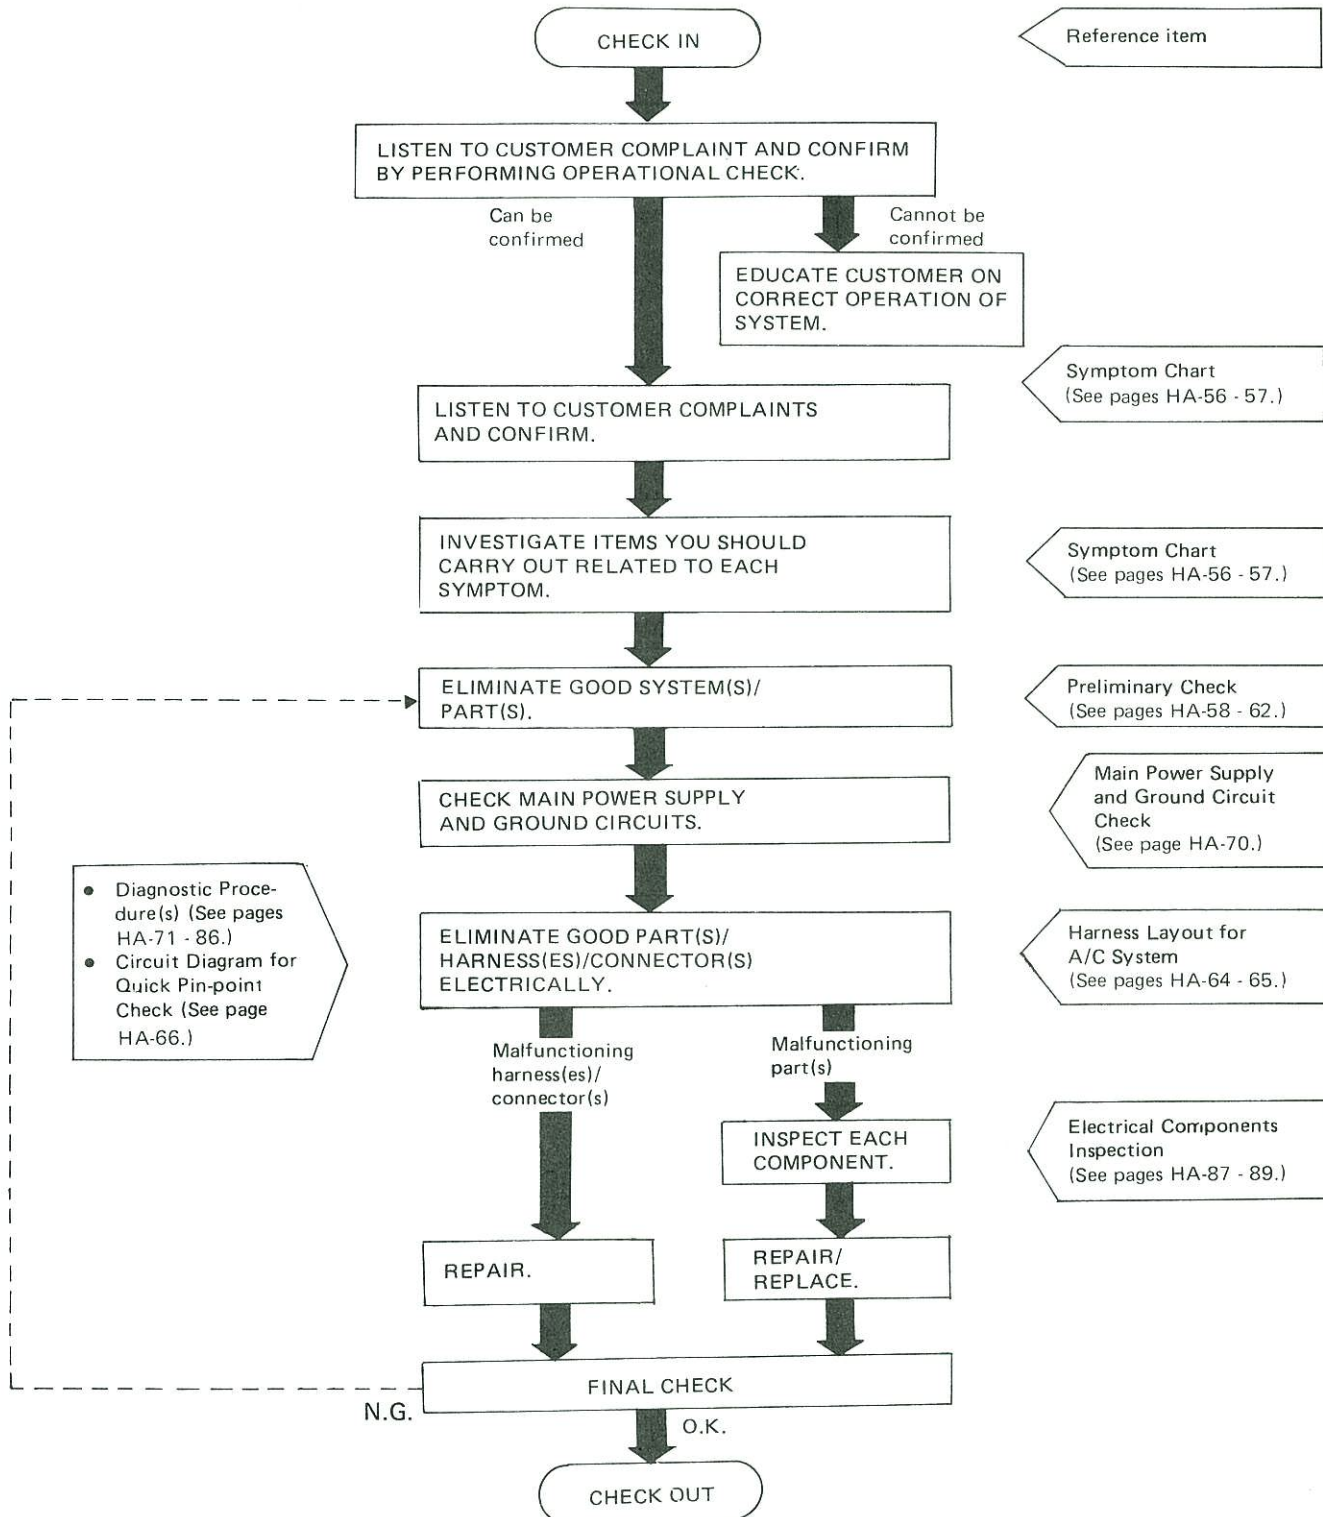 CHECK IN
Reference item
LISTEN TO CUSTOMER COMPLAINT AND CONFIRM
BY PERFORMING OPERATIONAL CHECK.
Can be
confirmed
Cannot be
confirmed
EDUCATE CUSTOMER ON
CORRECT OPERATION OF
SYSTEM.
LISTEN TO CUSTOMER COMPLAINTS
AND CONFIRM.
Symptom Chart
(See pages HA-56 - 57.)
INVESTIGATE ITEMS YOU SHOULD
CARRY OUT RELATED TO EACH
SYMPTOM.
Symptom Chart
(See pages HA-56 - 57.)
ELIMINATE GOOD SYSTEM(S)/
PART(S).
Preliminary Check
(See pages HA-58 - 62.)
CHECK MAIN POWER SUPPLY
AND GROUND CIRCUITS.
Main Power Supply
and Ground Circuit
Check
(See page HA-70.)
• Diagnostic Proce-
dure(s) (See pages
HA-71 - 86.)
• Circuit Diagram for
Quick Pin-point
Check (See page
HA-66.)
ELIMINATE GOOD PART(S)/
HARNESS(ES)/CONNECTOR(S)
ELECTRICALLY.
Harness Layout for
A/C System
(See pages HA-64 - 65.)
Malfunctioning
harness(es)/
connector(s)
Malfunctioning
part(s)
INSPECT EACH
COMPONENT.
Electrical Components
Inspection
(See pages HA-87 - 89.)
REPAIR.
REPAIR/
REPLACE.
FINAL CHECK
N.G.
O.K.
CHECK OUT